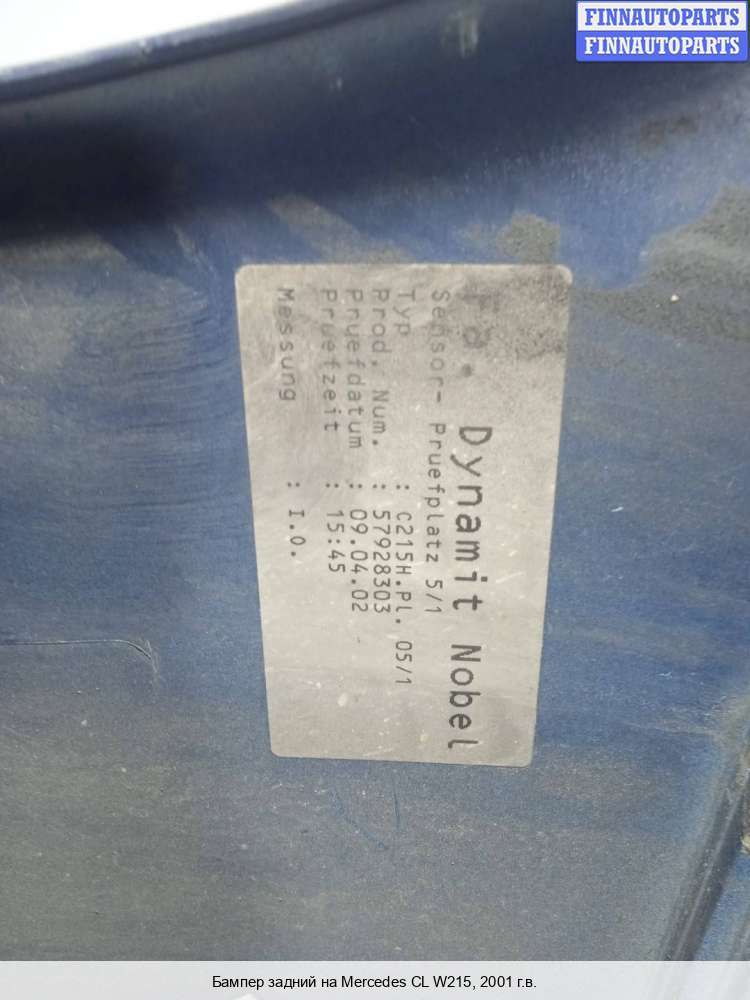 FINNAUTOPARTS
FINNAUTOPARTS
Fa. Dynamit Nobel
Sensor- Pruefplatz 5/1
Typ : C215H.Pl. 05/1
Prod. Num. : 57928303
Pruefdatum : 09.04.02
Pruefzeit : 15:45
Messung : I.O.
Бампер задний на Mercedes CL W215, 2001 г.в.